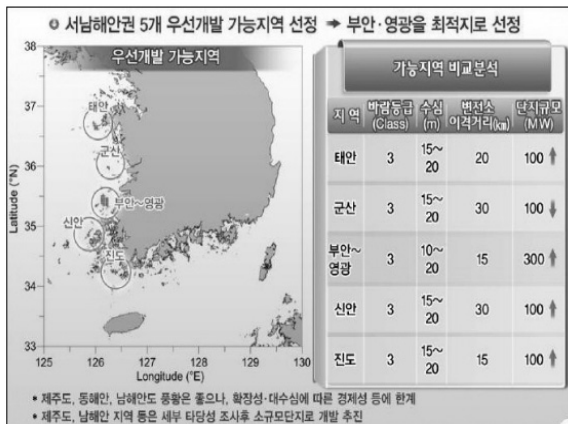 서남해안권 5개 우선개발 가능지역 선정 ➡ 부안·영광을 최적지로 선정
우선개발 가능지역
38
37
36
35
34
33
Latitude (°N)
태안
군산
부안~영광
신안
진도
125 126 127 128 129 130
Longitude (°E)
가능지역 비교분석
지 역 바람등급 (Class) 수심 (m) 변전소 이격거리(㎞) 단지규모 (MW)
태안 3 15~20 20 100 ↑
군산 3 15~20 30 100 ↓
부안~영광 3 10~20 15 300 ↑
신안 3 15~20 30 100 ↑
진도 3 15~20 15 100 ↑
* 제주도, 동해안, 남해안도 풍황은 좋으나, 확장성·대수심에 따른 경제성 등에 한계
* 제주도, 남해안 지역 등은 세부 타당성 조사후 소규모단지로 개발 추진